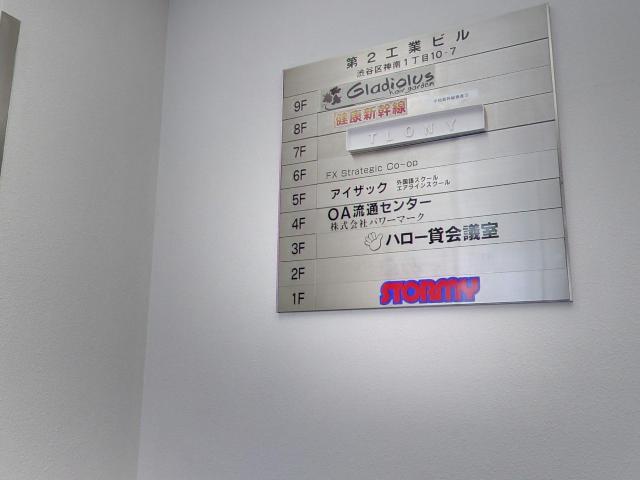 第2工業ビル
渋谷区神南1丁目10-7
9F Gladiolus
hair garden
8F 健康新幹線
7F TLONY
6F FX Strategic Co-op
5F アイザック 外国語スクール
エアラインスクール
4F OA流通センター
株式会社パワーマーク
3F ハロー貸会議室
2F
1F STORMY